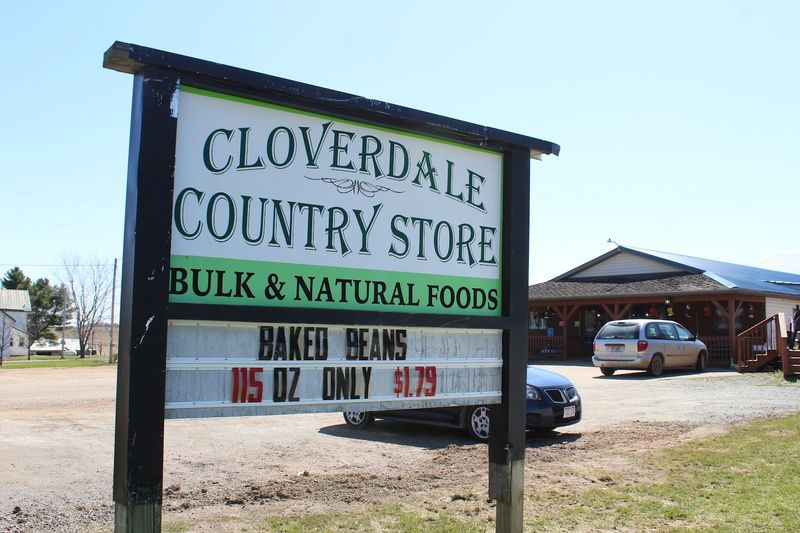 CLOVERDALE
COUNTRY STORE
BULK & NATURAL FOODS
BAKED BEANS
115 OZ ONLY $1.79